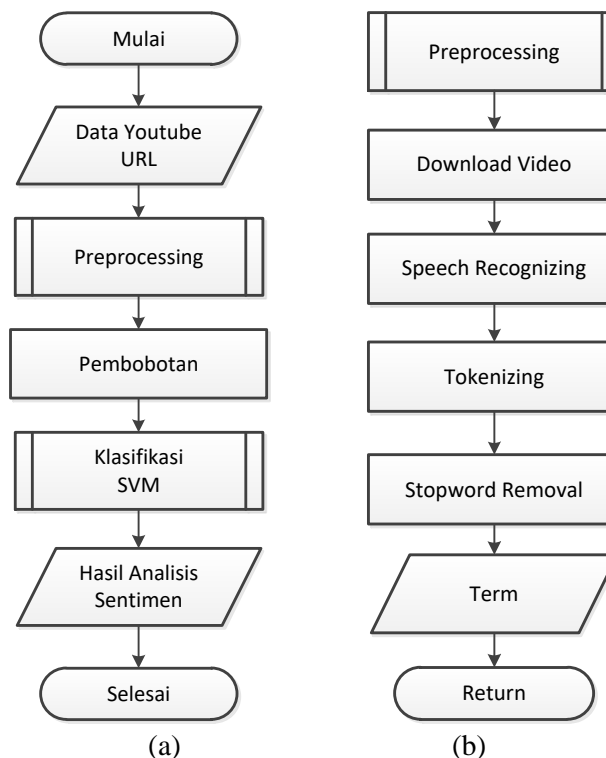 Mulai
Data Youtube
URL
Preprocessing
Pembobotan
Klasifikasi
SVM
Hasil Analisis
Sentimen
Selesai
(a)
Preprocessing
Download Video
Speech Recognizing
Tokenizing
Stopword Removal
Term
Return
(b)